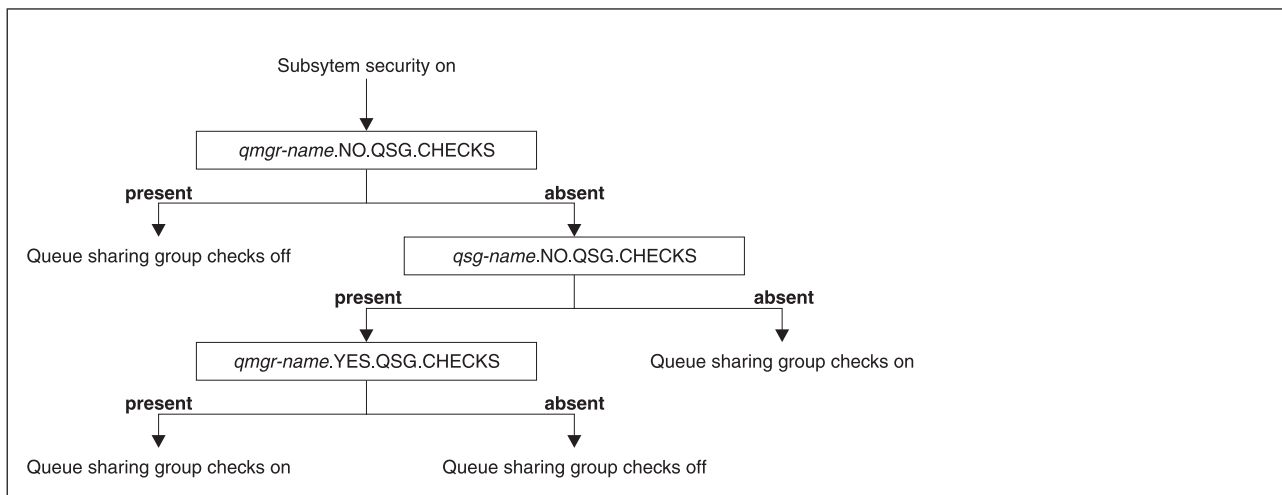 Subsytem security on
qmgr-name.NO.QSG.CHECKS
present
absent
Queue sharing group checks off
qsg-name.NO.QSG.CHECKS
present
absent
qmgr-name.YES.QSG.CHECKS
Queue sharing group checks on
present
absent
Queue sharing group checks on
Queue sharing group checks off